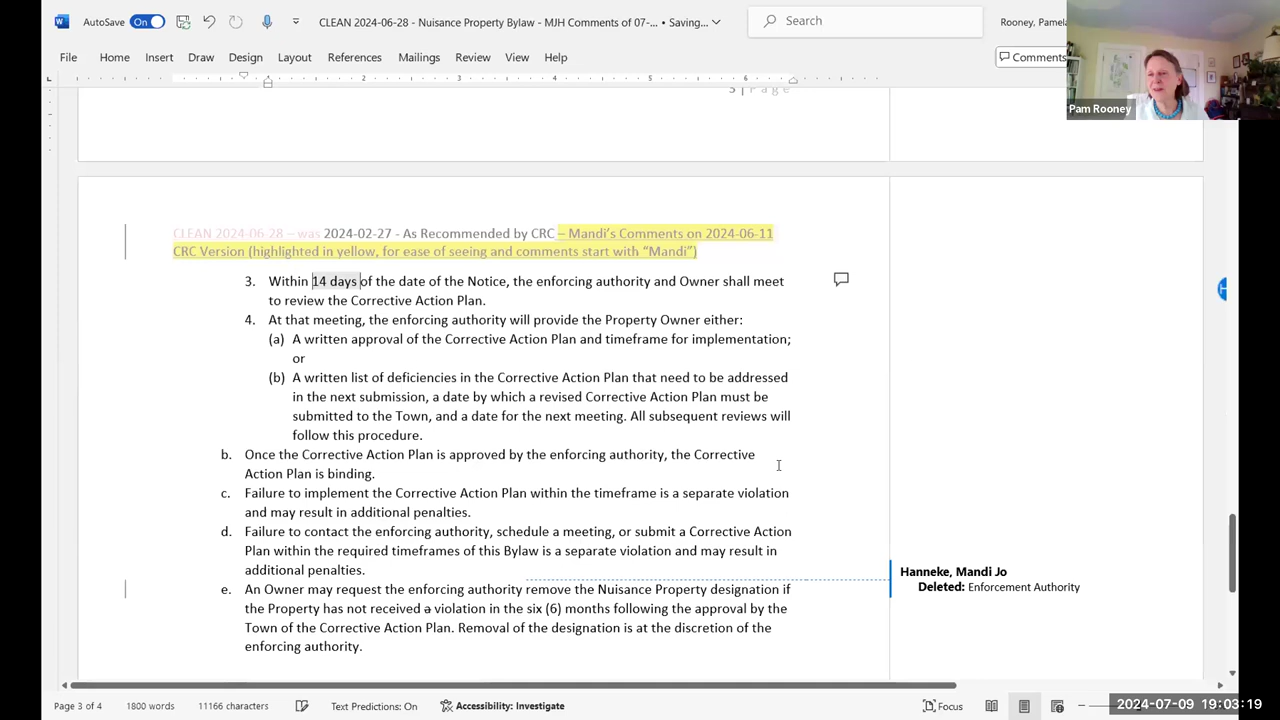 AutoSave On CLEAN 2024-06-28 - Nuisance Property Bylaw - MJH Comments of 07-... • Saving... Search Rooney, Pamela
File Home Insert Draw Design Layout References Mailings Review View Help Comments
Pam Rooney
2 4 5 6
3 | Page
CLEAN 2024-06-28 – was 2024-02-27 - As Recommended by CRC – Mandi's Comments on 2024-06-11
CRC Version (highlighted in yellow, for ease of seeing and comments start with “Mandi”)
3. Within 14 days of the date of the Notice, the enforcing authority and Owner shall meet
to review the Corrective Action Plan.
4. At that meeting, the enforcing authority will provide the Property Owner either:
(a) A written approval of the Corrective Action Plan and timeframe for implementation;
or
(b) A written list of deficiencies in the Corrective Action Plan that need to be addressed
in the next submission, a date by which a revised Corrective Action Plan must be
submitted to the Town, and a date for the next meeting. All subsequent reviews will
follow this procedure.
b. Once the Corrective Action Plan is approved by the enforcing authority, the Corrective
Action Plan is binding.
c. Failure to implement the Corrective Action Plan within the timeframe is a separate violation
and may result in additional penalties.
d. Failure to contact the enforcing authority, schedule a meeting, or submit a Corrective Action
Plan within the required timeframes of this Bylaw is a separate violation and may result in
additional penalties.
Hanneke, Mandi Jo
Deleted: Enforcement Authority
e. An Owner may request the enforcing authority remove the Nuisance Property designation if
the Property has not received a violation in the six (6) months following the approval by the
Town of the Corrective Action Plan. Removal of the designation is at the discretion of the
enforcing authority.
Page 3 of 4 1800 words 11166 characters Text Predictions: On Accessibility: Investigate Focus
2024-07-09 19:03:19